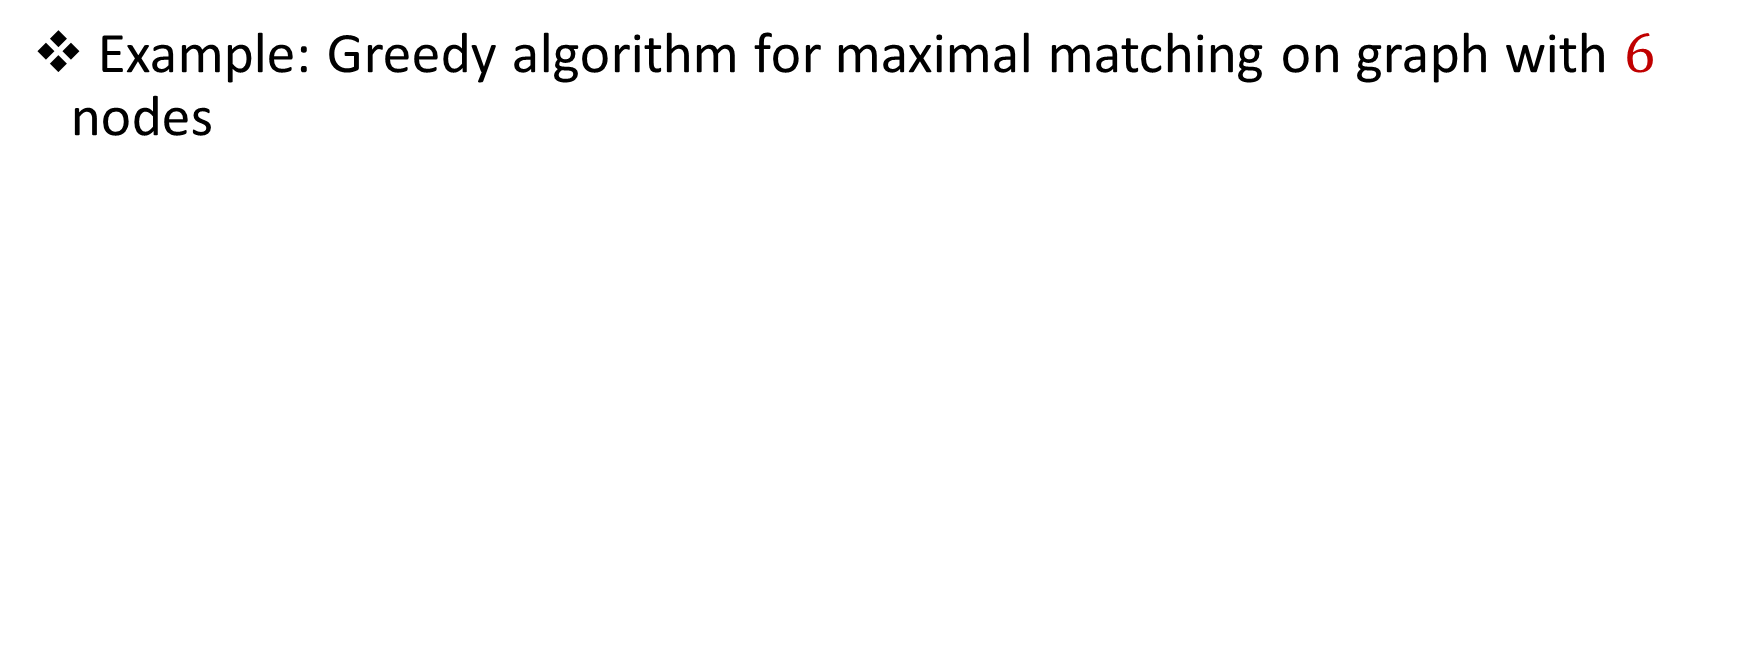 ❖ Example: Greedy algorithm for maximal matching on graph with 6
nodes